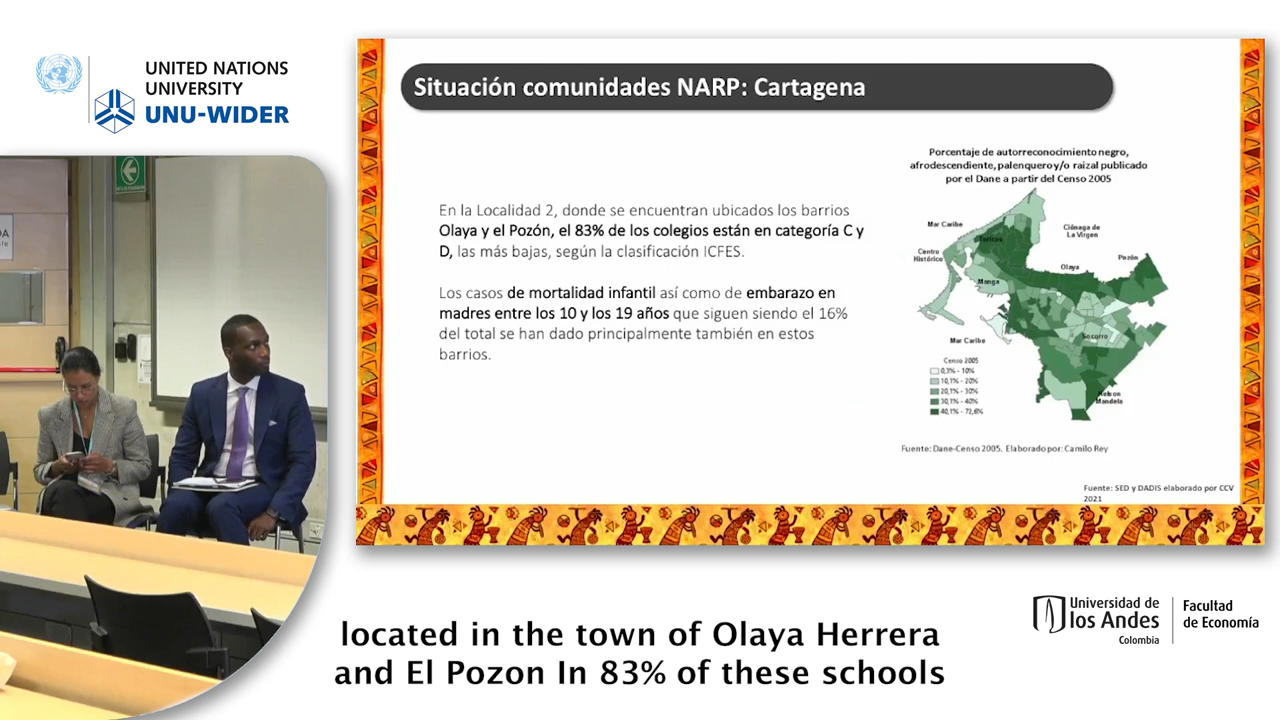 UNITED NATIONS
UNIVERSITY
UNU-WIDER
Situación comunidades NARP: Cartagena
En la Localidad 2, donde se encuentran ubicados los barrios
Olaya y el Pozón, el 83% de los colegios están en categoría C y
D, las más bajas, según la clasificación ICFES.
Los casos de mortalidad infantil así como de embarazo en
madres entre los 10 y los 19 años que siguen siendo el 16%
del total se han dado principalmente también en estos
barrios.
Porcentaje de autorreconocimiento negro,
afrodescendiente, palenquero y/o raizal publicado
por el Dane a partir del Censo 2005
Mar Caribe
Ciénaga de
La Virgen
Centro
Histórico
Olaya
Pozón
Manga
Mar Caribe
Socorro
Nelson
Mandela
Censo 2005
0,3% - 10%
10,1% - 20%
20,1% - 30%
30,1% - 40%
40,1% - 72,6%
Fuente: Dane-Censo 2005. Elaborado por: Camilo Rey
Fuente: SED y DADIS elaborado por CCV
2021
located in the town of Olaya Herrera
and El Pozon In 83% of these schools
Universidad de
los Andes
Colombia
Facultad
de Economía